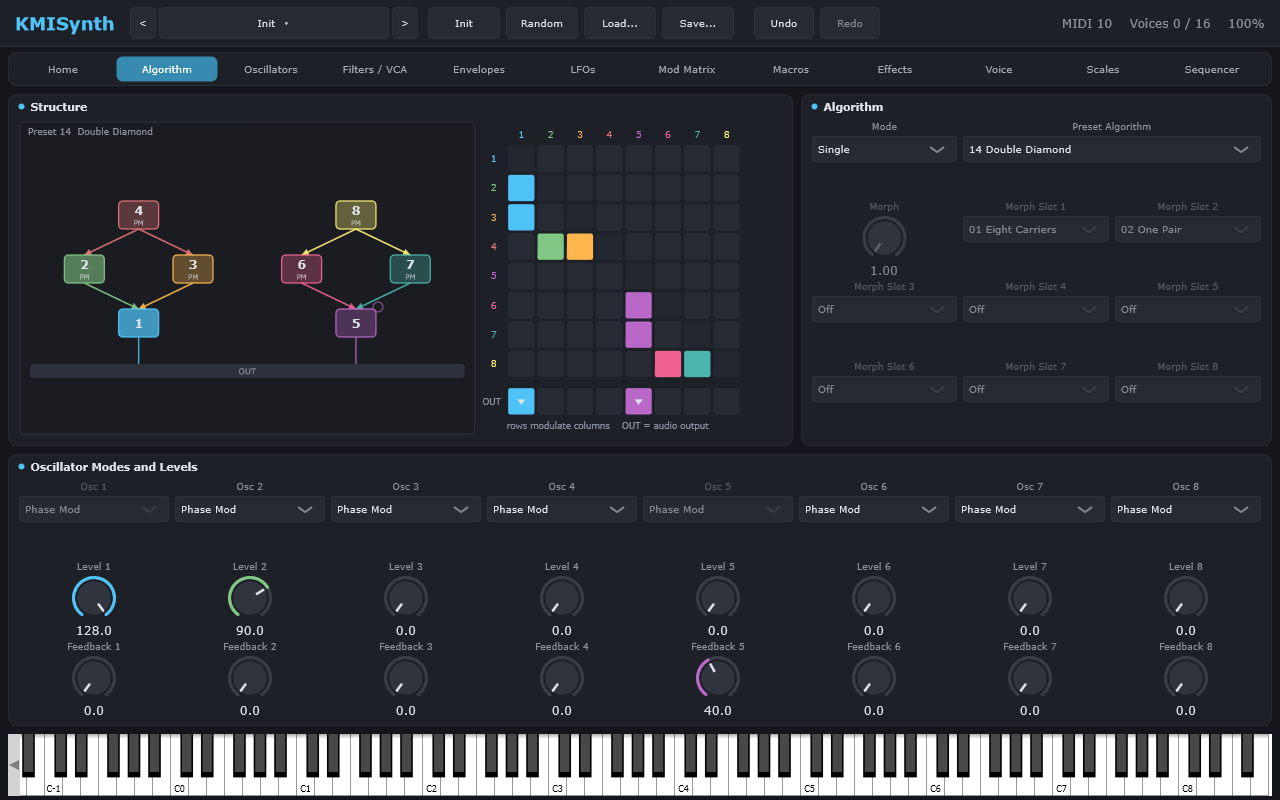 KMISynth < Init > Init Random Load... Save... Undo Redo MIDI 10 Voices 0 / 16 100%
Home Algorithm Oscillators Filters / VCA Envelopes LFOs Mod Matrix Macros Effects Voice Scales Sequencer
Structure
Preset 14 Double Diamond
4
PM
8
PM
2
PM
3
PM
6
PM
7
PM
1
5
OUT
1 2 3 4 5 6 7 8
1
2
3
4
5
6
7
8
OUT
rows modulate columns OUT = audio output
Algorithm
Mode Preset Algorithm
Single 14 Double Diamond
Morph Morph Slot 1 Morph Slot 2
01 Eight Carriers 02 One Pair
1.00
Morph Slot 3 Morph Slot 4 Morph Slot 5
Off Off Off
Morph Slot 6 Morph Slot 7 Morph Slot 8
Off Off Off
Oscillator Modes and Levels
Osc 1 Osc 2 Osc 3 Osc 4 Osc 5 Osc 6 Osc 7 Osc 8
Phase Mod Phase Mod Phase Mod Phase Mod Phase Mod Phase Mod Phase Mod Phase Mod
Level 1 Level 2 Level 3 Level 4 Level 5 Level 6 Level 7 Level 8
128.0 90.0 0.0 0.0 0.0 0.0 0.0 0.0
Feedback 1 Feedback 2 Feedback 3 Feedback 4 Feedback 5 Feedback 6 Feedback 7 Feedback 8
0.0 0.0 0.0 0.0 40.0 0.0 0.0 0.0
C-1 C0 C1 C2 C3 C4 C5 C6 C7 C8